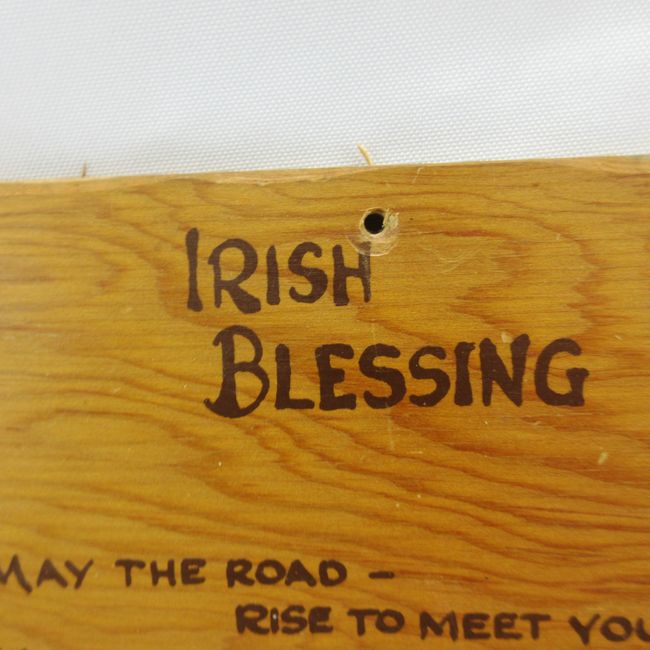 IRISH
BLESSING
MAY THE ROAD –
RISE TO MEET YOU